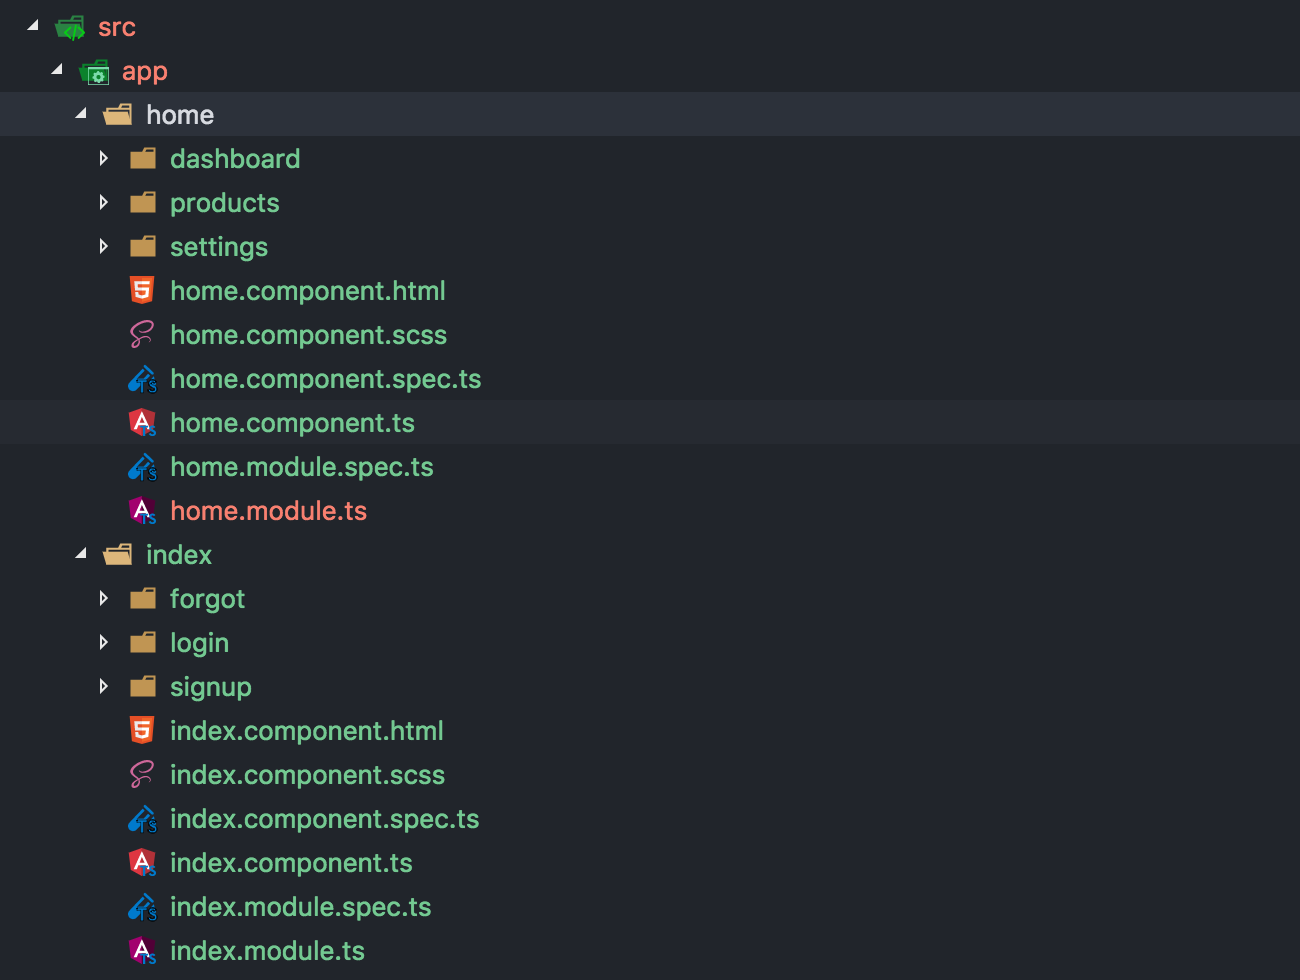 src
app
home
dashboard
products
settings
home.component.html
home.component.scss
home.component.spec.ts
home.component.ts
home.module.spec.ts
home.module.ts
index
forgot
login
signup
index.component.html
index.component.scss
index.component.spec.ts
index.component.ts
index.module.spec.ts
index.module.ts